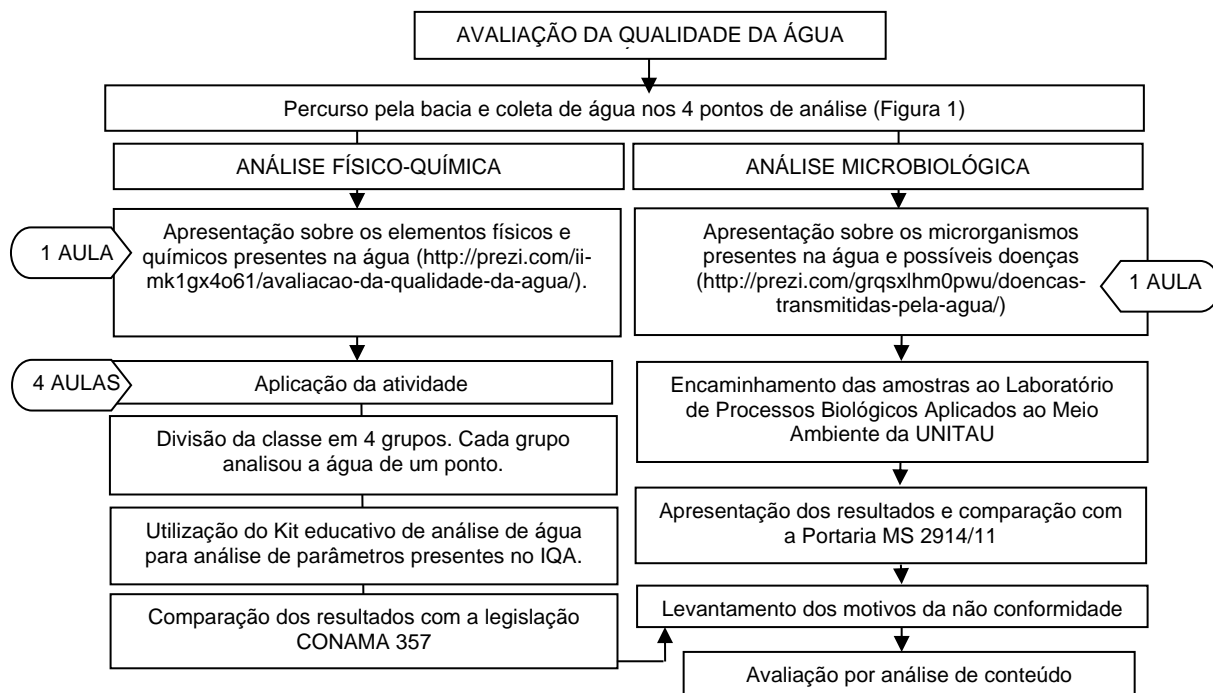 AVALIAÇÃO DA QUALIDADE DA ÁGUA
Percurso pela bacia e coleta de água nos 4 pontos de análise (Figura 1)
ANÁLISE FÍSICO-QUÍMICA
ANÁLISE MICROBIOLÓGICA
1 AULA
Apresentação sobre os elementos físicos e
químicos presentes na água (http://prezi.com/ii-
mk1gx4o61/avaliacao-da-qualidade-da-agua/).
Apresentação sobre os microrganismos
presentes na água e possíveis doenças
(http://prezi.com/grqsxlhm0pwu/doencas-
transmitidas-pela-agua/)
1 AULA
4 AULAS
Aplicação da atividade
Divisão da classe em 4 grupos. Cada grupo
analisou a água de um ponto.
Utilização do Kit educativo de análise de água
para análise de parâmetros presentes no IQA.
Comparação dos resultados com a legislação
CONAMA 357
Encaminhamento das amostras ao Laboratório
de Processos Biológicos Aplicados ao Meio
Ambiente da UNITAU
Apresentação dos resultados e comparação com
a Portaria MS 2914/11
Levantamento dos motivos da não conformidade
Avaliação por análise de conteúdo